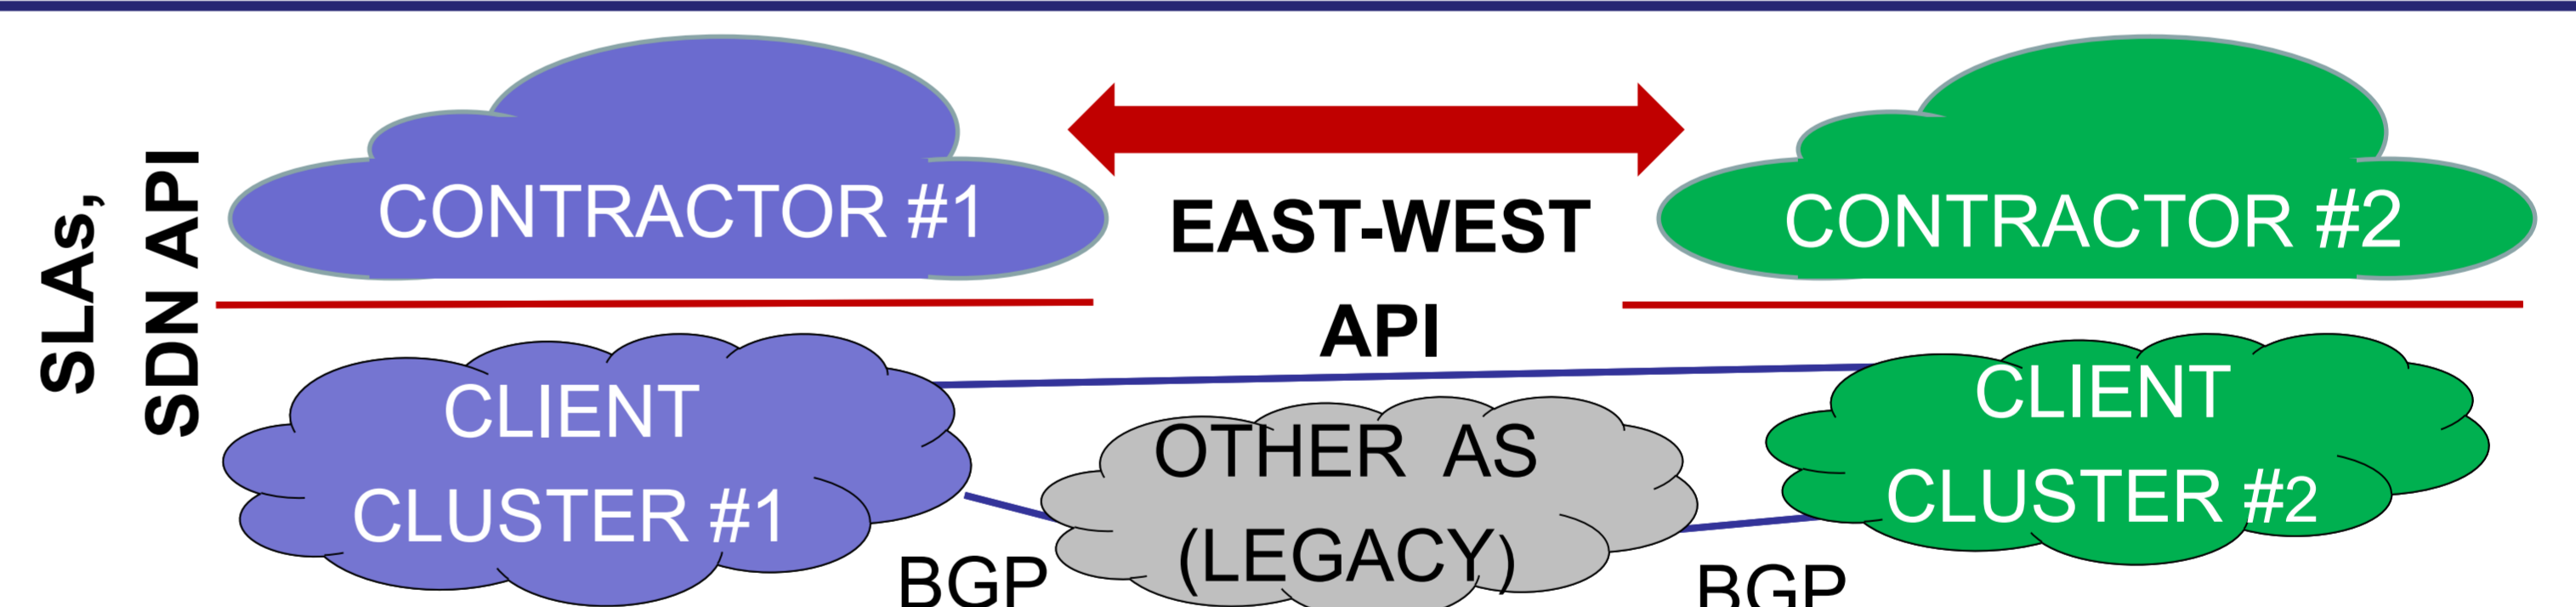 SLAs,
SDN API
CONTRACTOR #1
EAST-WEST
API
CONTRACTOR #2
CLIENT
CLUSTER #1
OTHER AS
(LEGACY)
CLIENT
CLUSTER #2
BGP
BGP